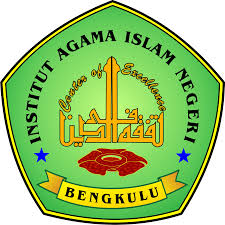 INSTITUT AGAMA ISLAM NEGERI
Center of Excellence
BENGKULU